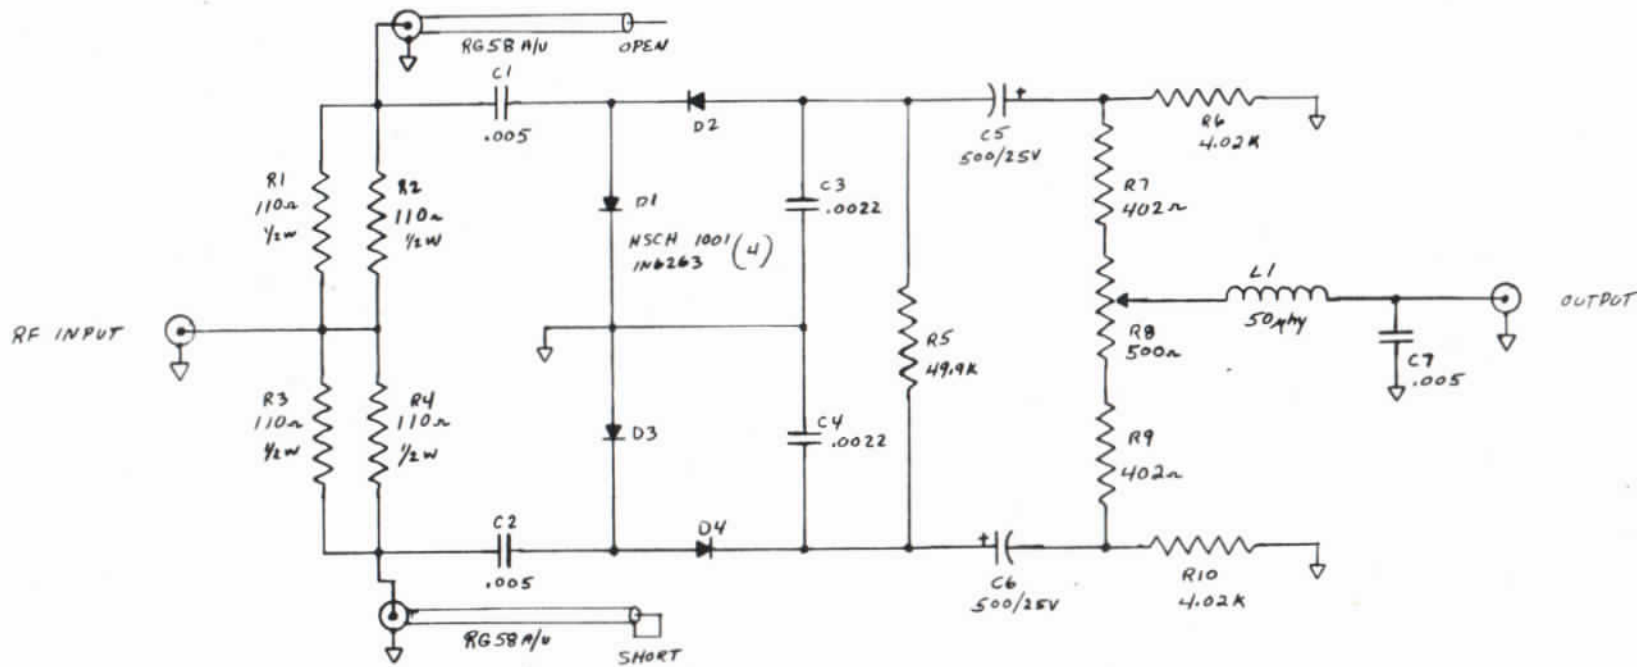 RG58 A/U
OPEN
C1
.005
D2
C5
500/25V
R6
4.02K
R1
110Ω
1/2W
R2
110Ω
1/2W
D1
HSCH 1001 (4)
1N6263
C3
.0022
R7
402Ω
RF INPUT
R5
49.9K
R8
500Ω
L1
50μhy
C7
.005
OUTPUT
R3
110Ω
1/2W
R4
110Ω
1/2W
D3
C4
.0022
R9
402Ω
C2
.005
D4
C6
500/25V
R10
4.02K
RG58 A/U
SHORT